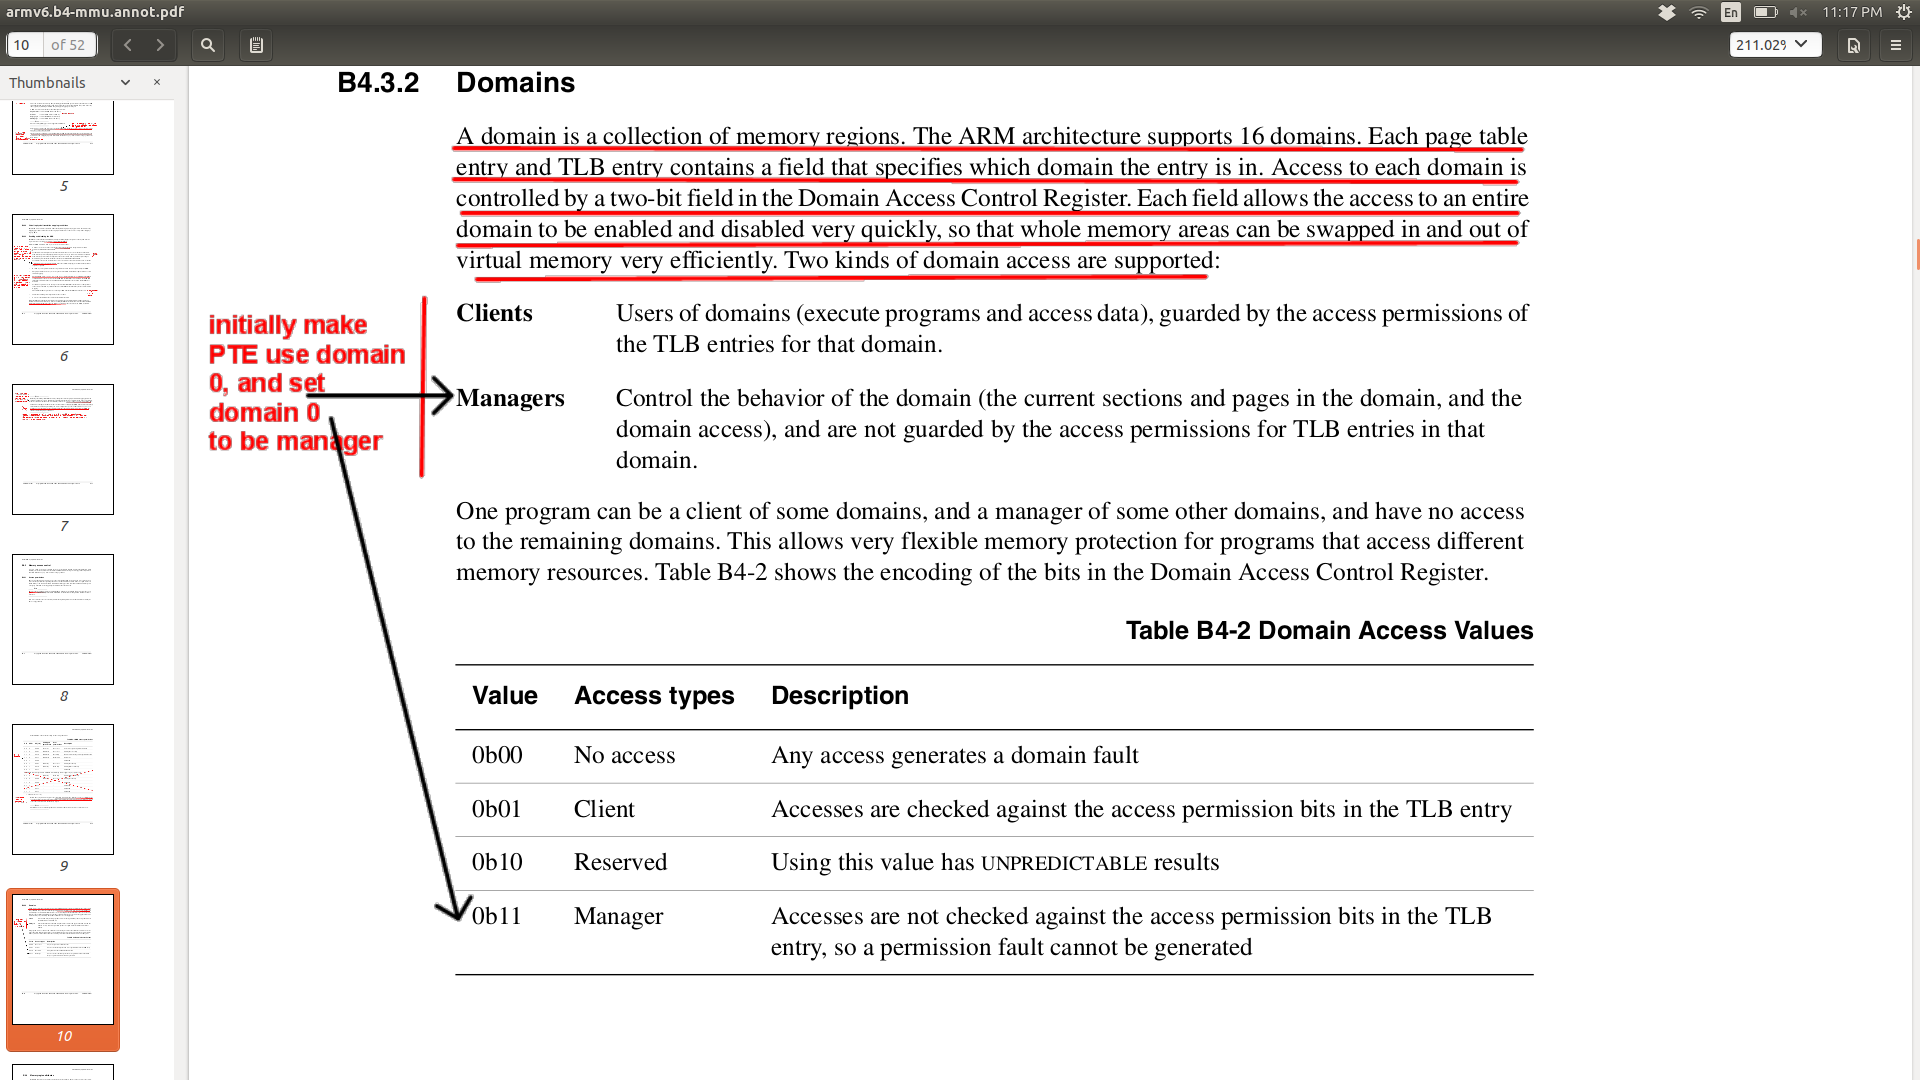 armv6.b4-mmu.annot.pdf
En
11:17 PM
10
of 52
211.02%
Thumbnails
5
6
7
8
9
10
B4.3.2 Domains
A domain is a collection of memory regions. The ARM architecture supports 16 domains. Each page table
entry and TLB entry contains a field that specifies which domain the entry is in. Access to each domain is
controlled by a two-bit field in the Domain Access Control Register. Each field allows the access to an entire
domain to be enabled and disabled very quickly, so that whole memory areas can be swapped in and out of
virtual memory very efficiently. Two kinds of domain access are supported:
Clients Users of domains (execute programs and access data), guarded by the access permissions of
the TLB entries for that domain.
initially make
PTE use domain
0, and set
domain 0
to be manager
Managers Control the behavior of the domain (the current sections and pages in the domain, and the
domain access), and are not guarded by the access permissions for TLB entries in that
domain.
One program can be a client of some domains, and a manager of some other domains, and have no access
to the remaining domains. This allows very flexible memory protection for programs that access different
memory resources. Table B4-2 shows the encoding of the bits in the Domain Access Control Register.
Table B4-2 Domain Access Values
Value Access types Description
0b00 No access Any access generates a domain fault
0b01 Client Accesses are checked against the access permission bits in the TLB entry
0b10 Reserved Using this value has UNPREDICTABLE results
0b11 Manager Accesses are not checked against the access permission bits in the TLB
entry, so a permission fault cannot be generated